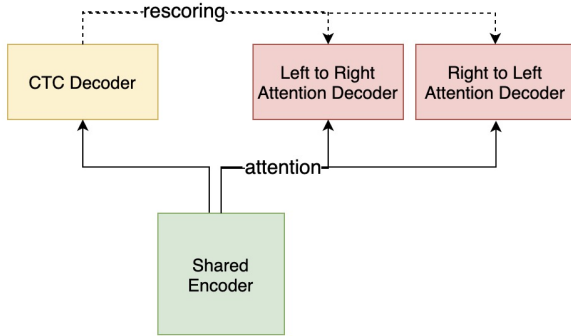 rescoring
CTC Decoder
Left to Right
Attention Decoder
Right to Left
Attention Decoder
attention
Shared
Encoder